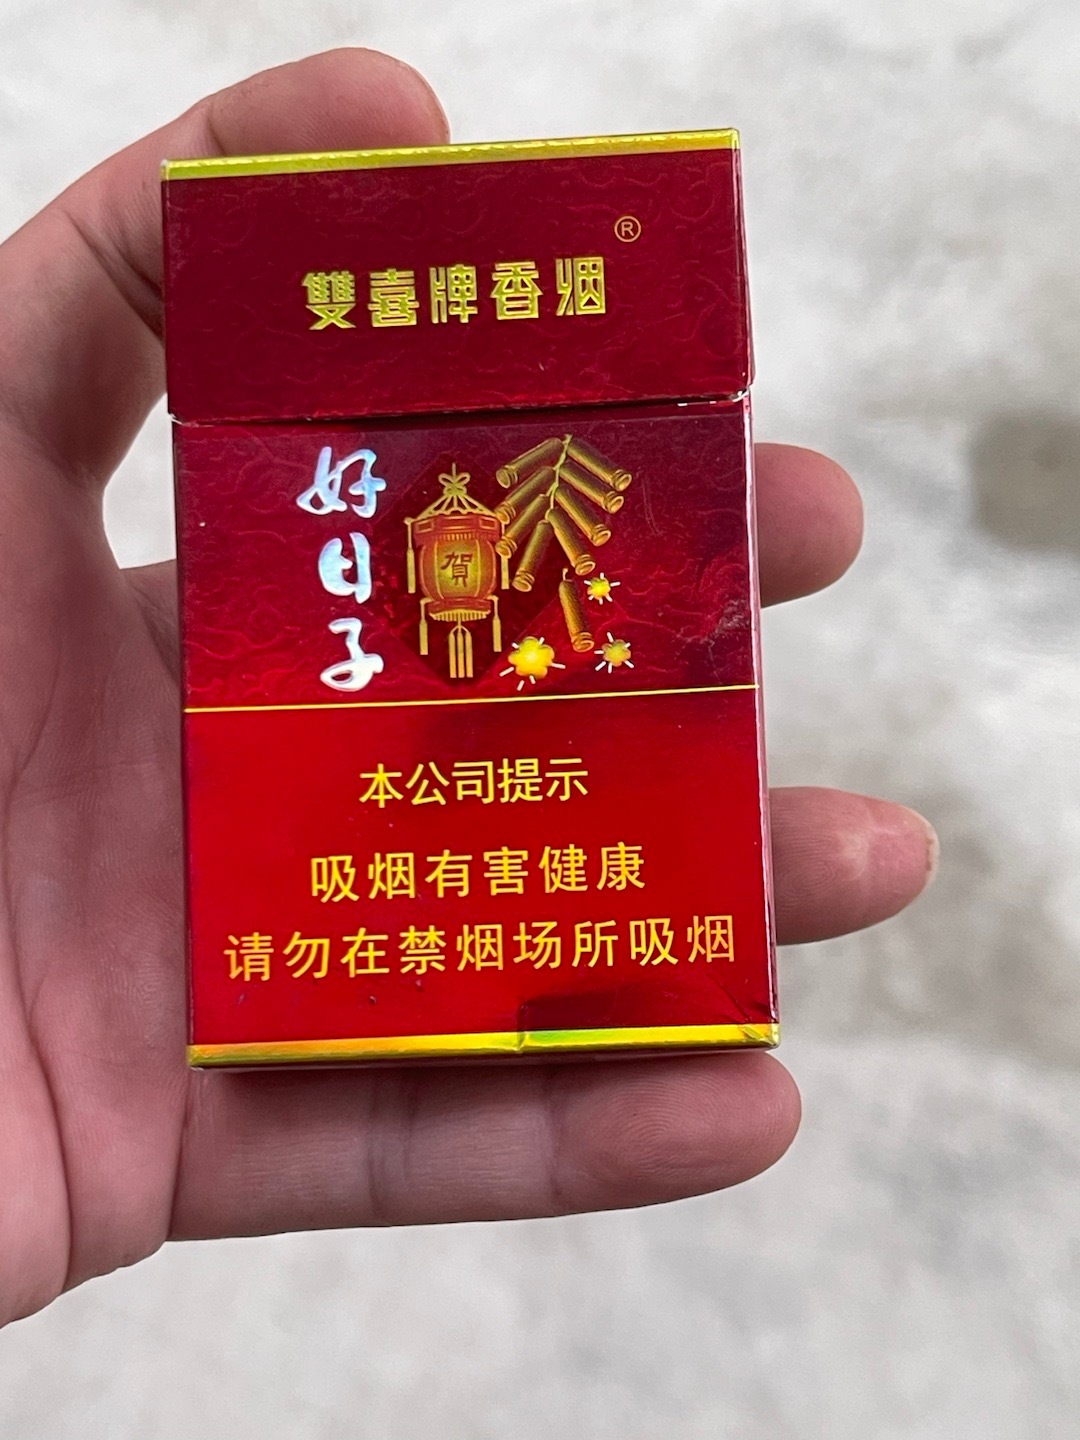 雙喜牌香烟®
好日子
賀
本公司提示
吸烟有害健康
请勿在禁烟场所吸烟